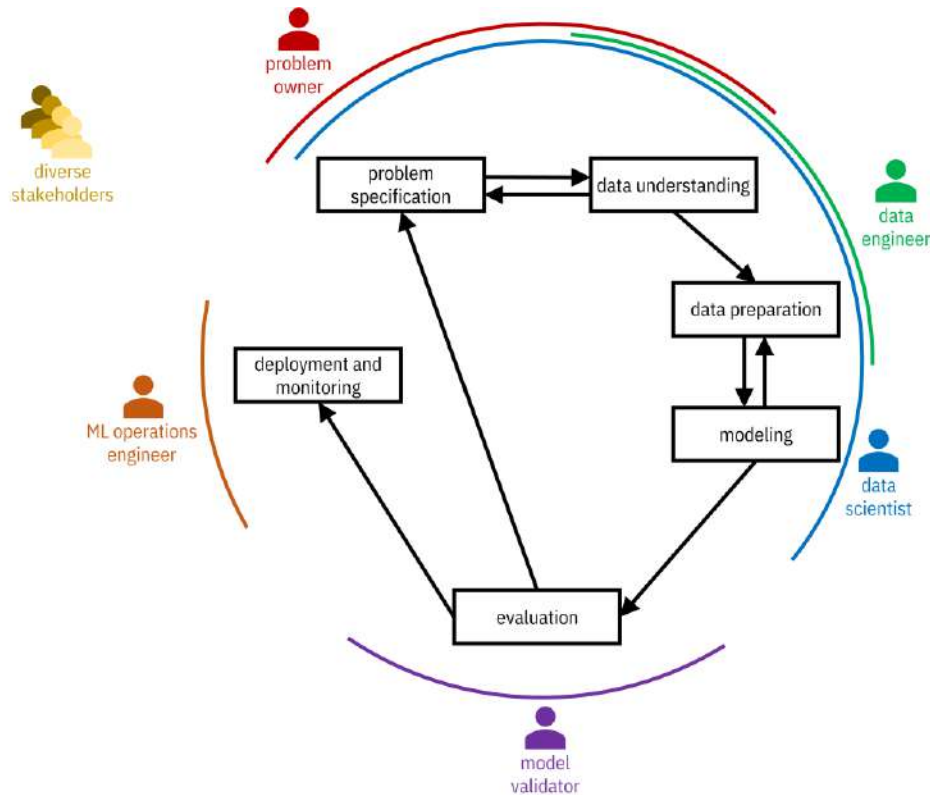 problem
owner
diverse
stakeholders
problem
specification
data understanding
data
engineer
data preparation
deployment and
monitoring
ML operations
engineer
modeling
data
scientist
evaluation
model
validator